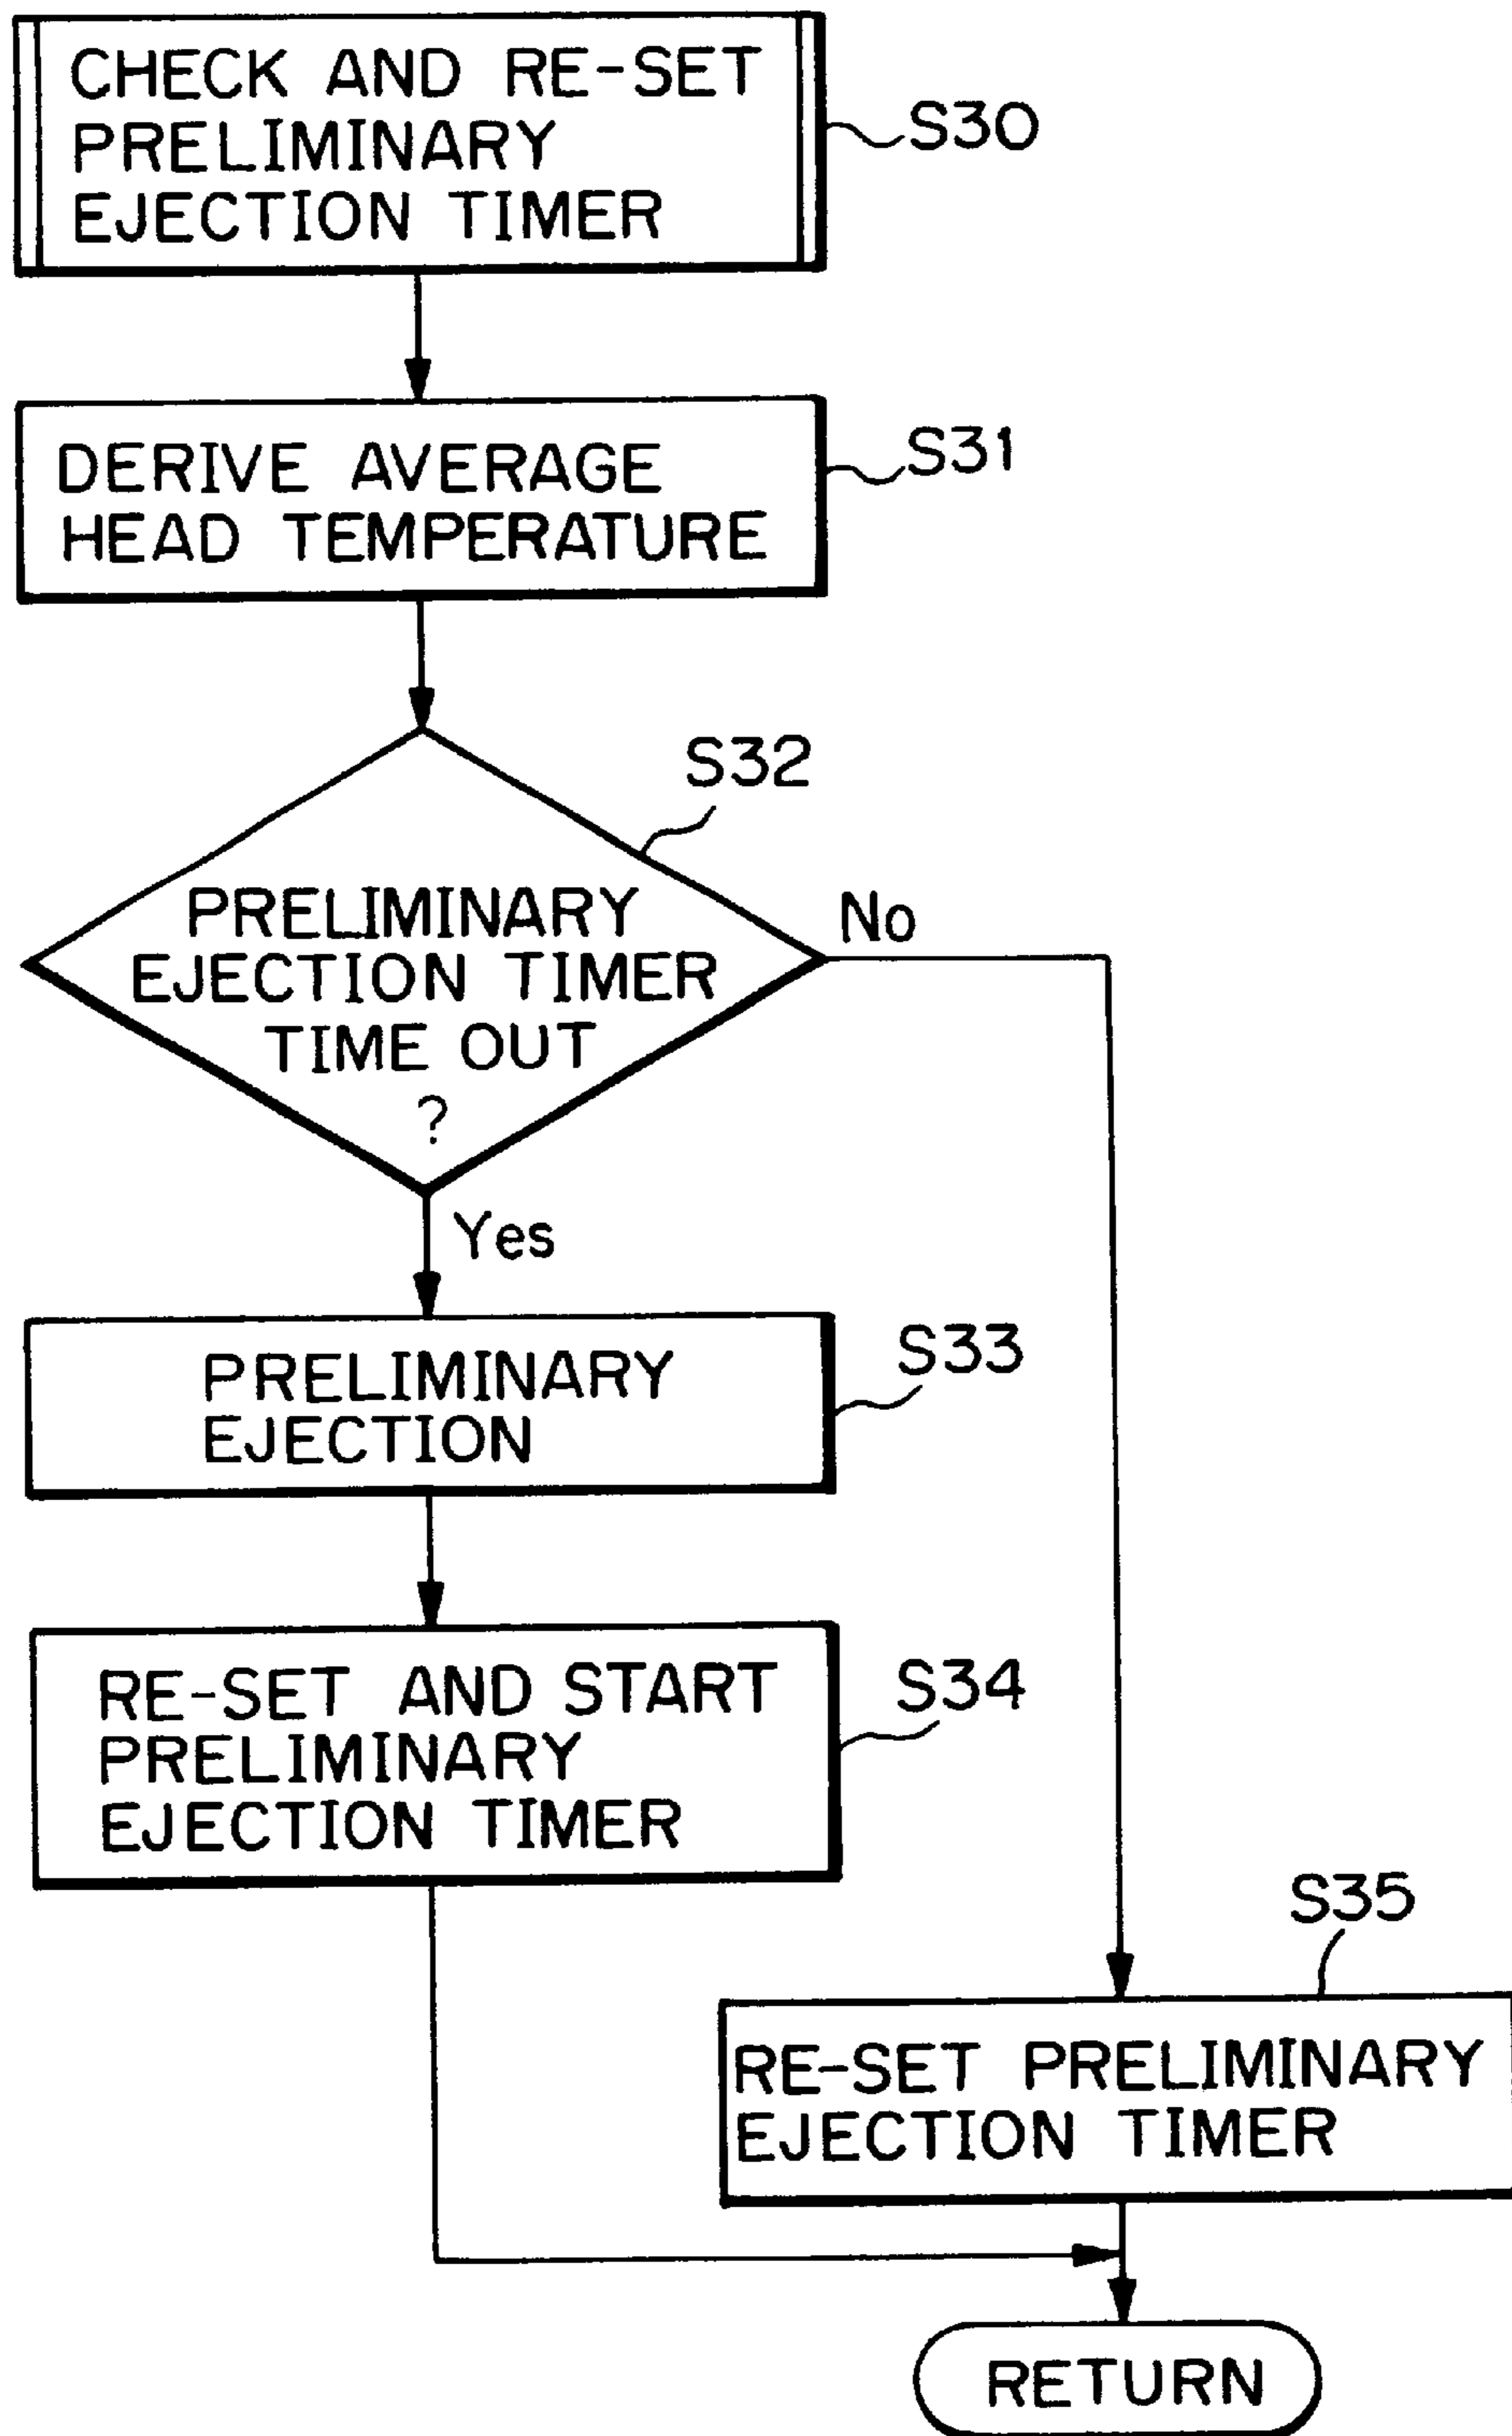 CHECK AND RE-SET
PRELIMINARY
EJECTION TIMER
S30
DERIVE AVERAGE
HEAD TEMPERATURE
S31
S32
PRELIMINARY
EJECTION TIMER
TIME OUT
?
No
Yes
PRELIMINARY
EJECTION
S33
RE-SET AND START
PRELIMINARY
EJECTION TIMER
S34
S35
RE-SET PRELIMINARY
EJECTION TIMER
RETURN